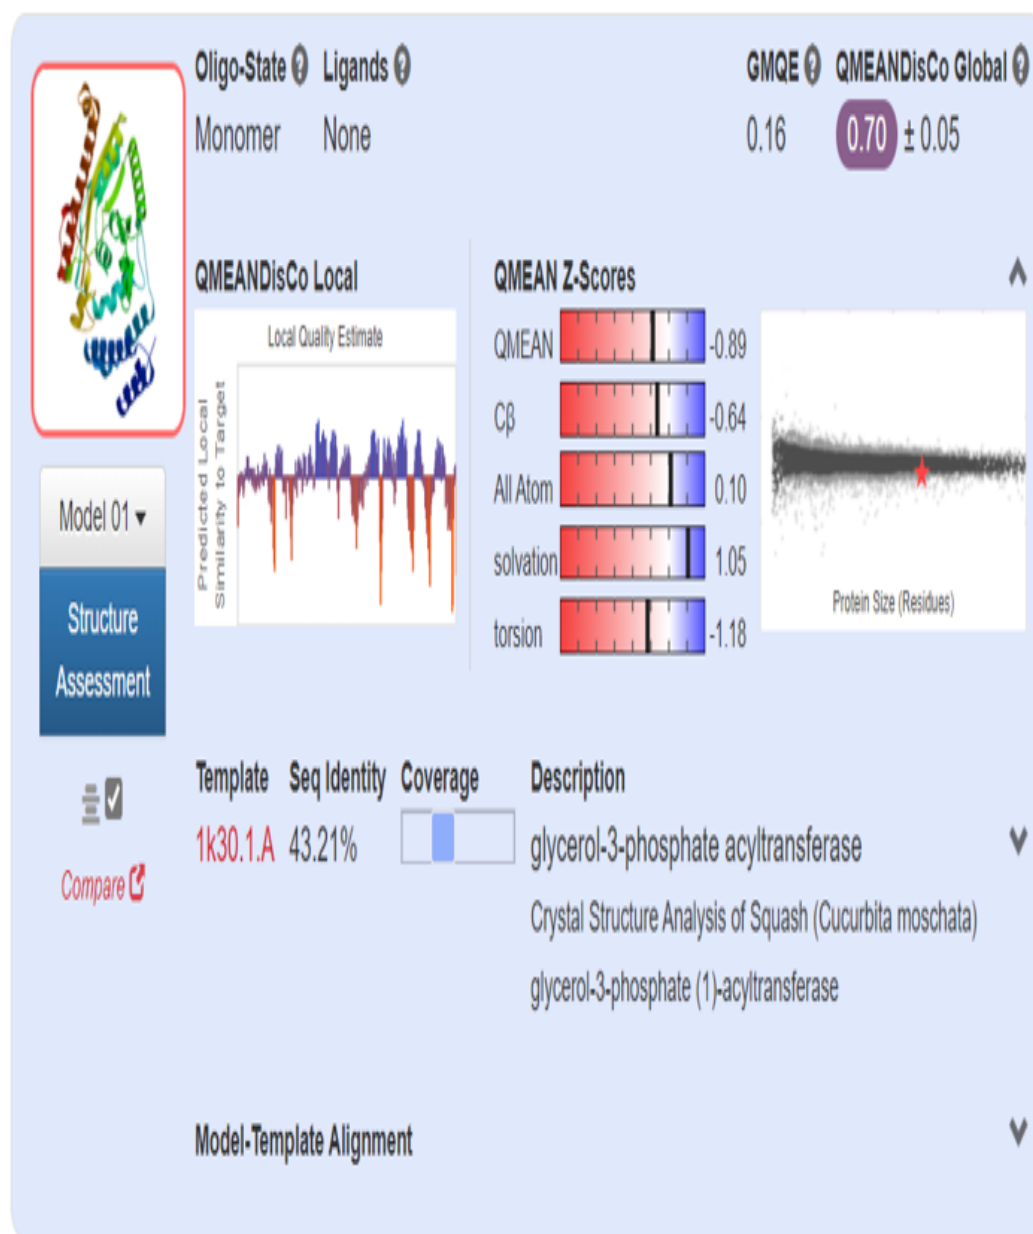 Oligo-State Ligands GMQE QMEANDisCo Global
Monomer None 0.16 0.70 ± 0.05
QMEANDisCo Local QMEAN Z-Scores
Local Quality Estimate
Predicted Local
Similarity to Target
QMEAN -0.89
Cβ -0.64
All Atom 0.10
solvation 1.05
torsion -1.18
Protein Size (Residues)
Model 01
Structure
Assessment
Compare
Template Seq Identity Coverage Description
1k30.1.A 43.21% glycerol-3-phosphate acyltransferase
Crystal Structure Analysis of Squash (Cucurbita moschata)
glycerol-3-phosphate (1)-acyltransferase
Model-Template Alignment